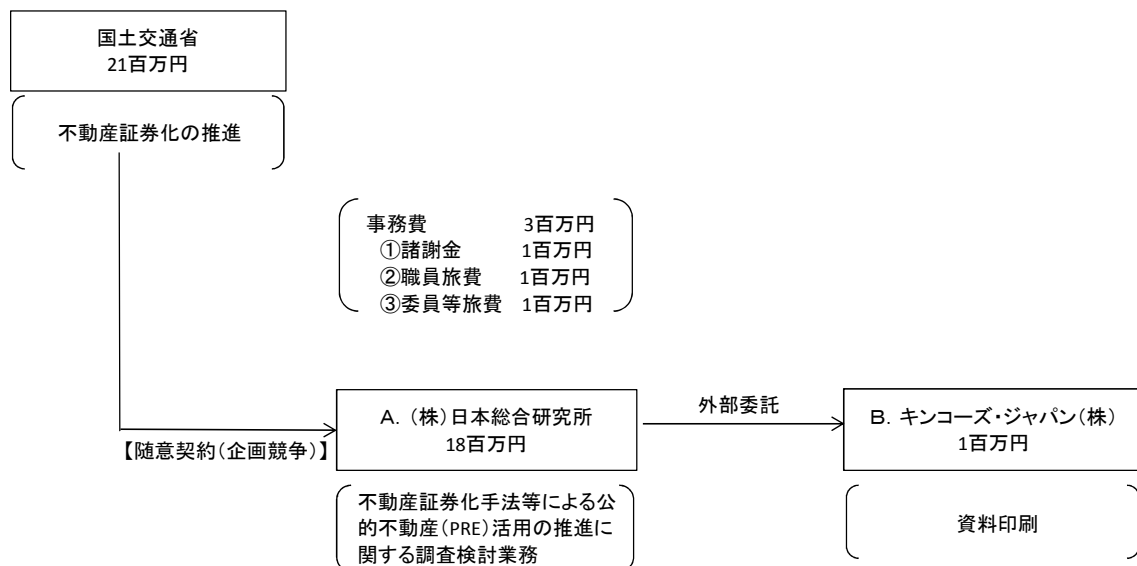 国土交通省
21百万円
不動産証券化の推進
事務費 3百万円
①諸謝金 1百万円
②職員旅費 1百万円
③委員等旅費 1百万円
【随意契約(企画競争)】
A.(株)日本総合研究所
18百万円
外部委託
B.キンコーズ・ジャパン(株)
1百万円
不動産証券化手法等による公
的不動産(PRE)活用の推進に
関する調査検討業務
資料印刷